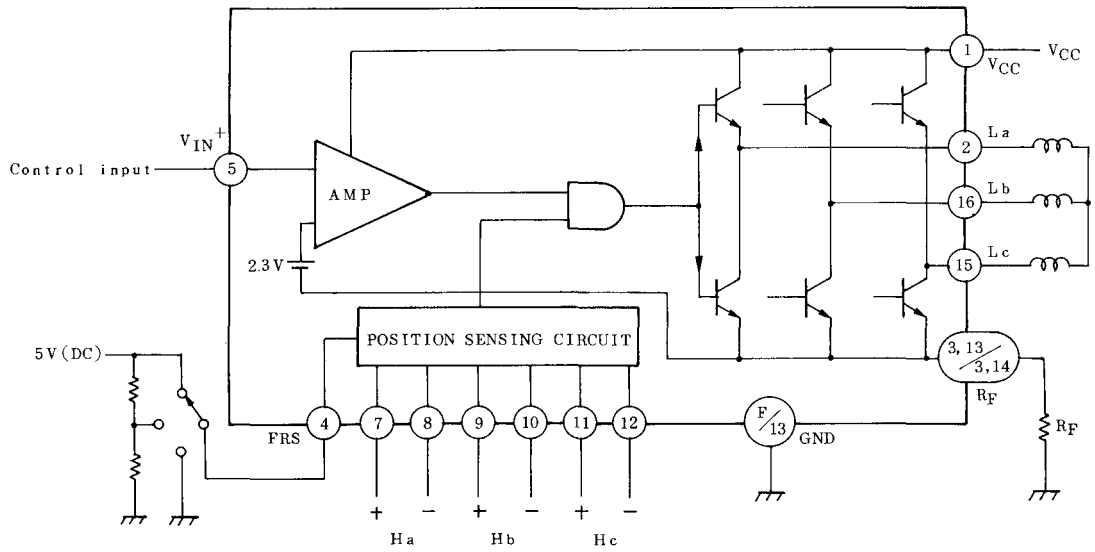 1 VCC
VCC
VIN+
Control input 5
AMP
2 La
16 Lb
15 Lc
2.3V
POSITION SENSING CIRCUIT
5V(DC)
3,13/3,14
RF
RF
FRS 4 7 8 9 10 11 12
F/13 GND
+ − + − + −
Ha Hb Hc